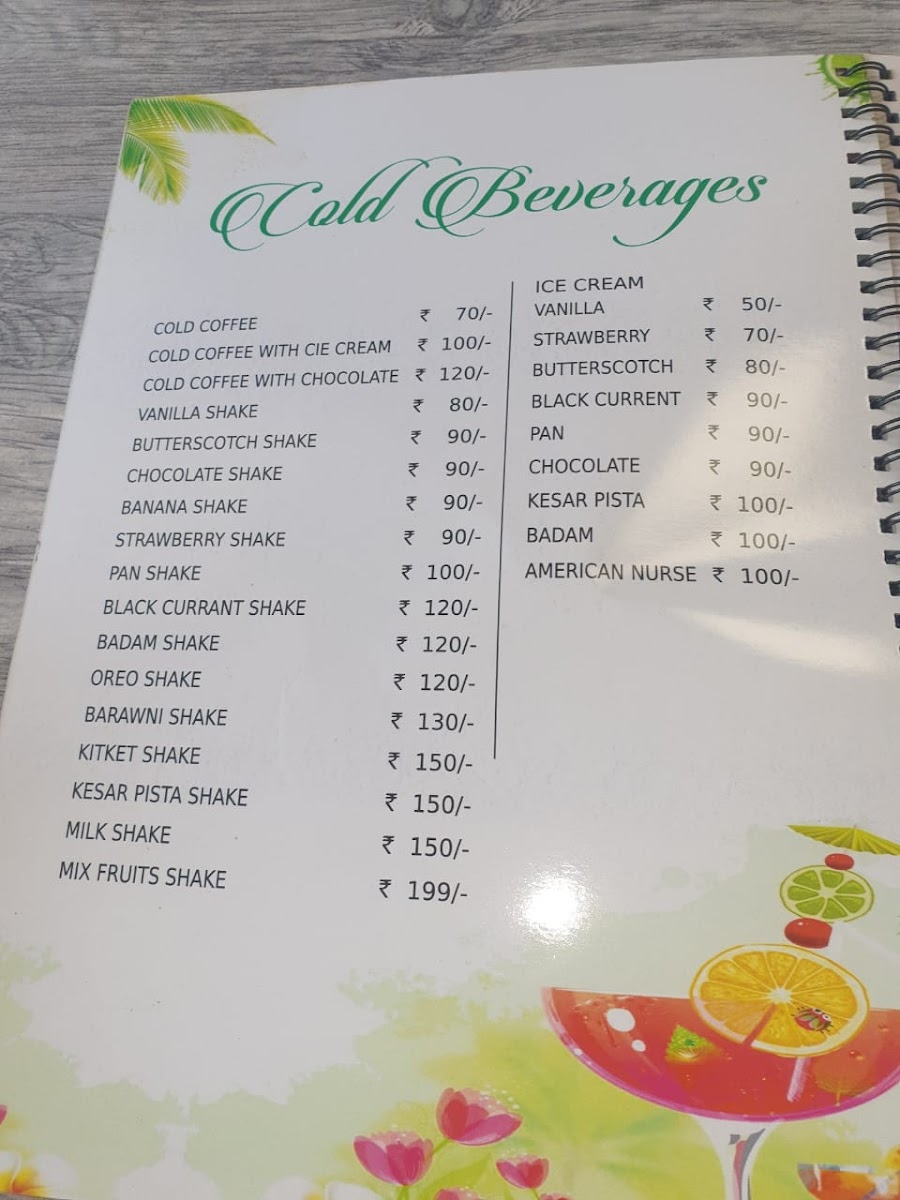 Cold Beverages
COLD COFFEE ₹ 70/-
COLD COFFEE WITH CIE CREAM ₹ 100/-
COLD COFFEE WITH CHOCOLATE ₹ 120/-
VANILLA SHAKE ₹ 80/-
BUTTERSCOTCH SHAKE ₹ 90/-
CHOCOLATE SHAKE ₹ 90/-
BANANA SHAKE ₹ 90/-
STRAWBERRY SHAKE ₹ 90/-
PAN SHAKE ₹ 100/-
BLACK CURRANT SHAKE ₹ 120/-
BADAM SHAKE ₹ 120/-
OREO SHAKE ₹ 120/-
BARAWNI SHAKE ₹ 130/-
KITKET SHAKE ₹ 150/-
KESAR PISTA SHAKE ₹ 150/-
MILK SHAKE ₹ 150/-
MIX FRUITS SHAKE ₹ 199/-
ICE CREAM
VANILLA ₹ 50/-
STRAWBERRY ₹ 70/-
BUTTERSCOTCH ₹ 80/-
BLACK CURRENT ₹ 90/-
PAN ₹ 90/-
CHOCOLATE ₹ 90/-
KESAR PISTA ₹ 100/-
BADAM ₹ 100/-
AMERICAN NURSE ₹ 100/-